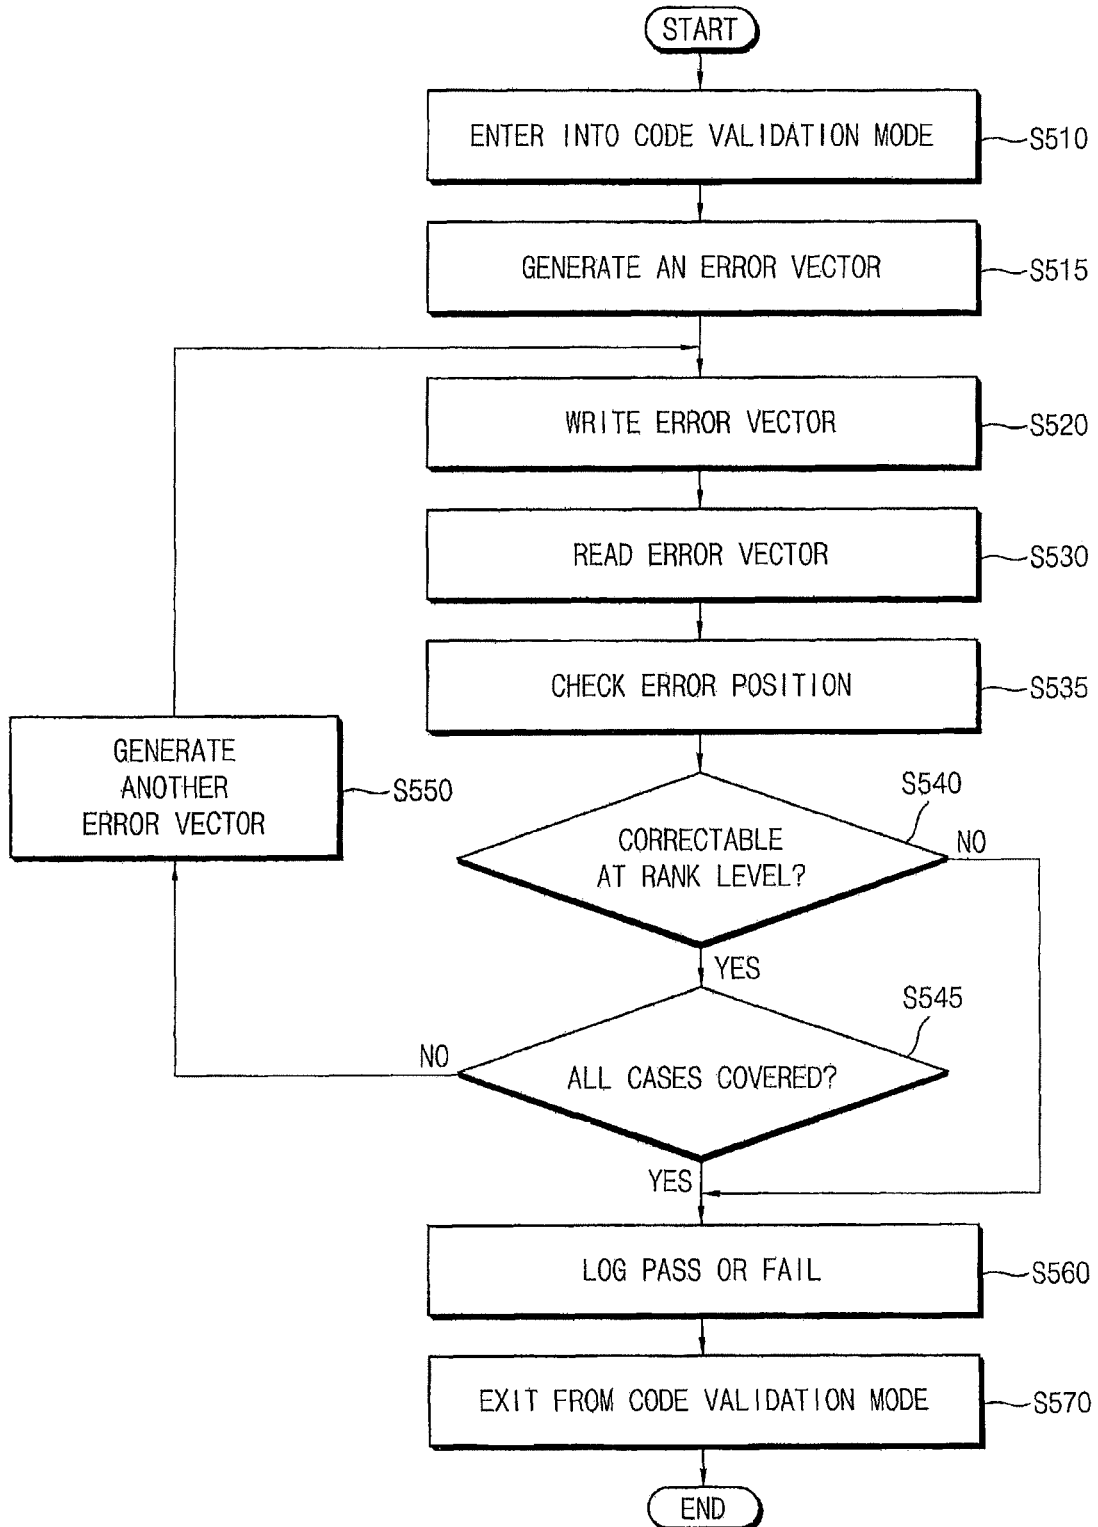 START
ENTER INTO CODE VALIDATION MODE
S510
GENERATE AN ERROR VECTOR
S515
WRITE ERROR VECTOR
S520
READ ERROR VECTOR
S530
CHECK ERROR POSITION
S535
GENERATE
ANOTHER
ERROR VECTOR
S550
S540
CORRECTABLE
AT RANK LEVEL?
NO
YES
S545
NO
ALL CASES COVERED?
YES
LOG PASS OR FAIL
S560
EXIT FROM CODE VALIDATION MODE
S570
END